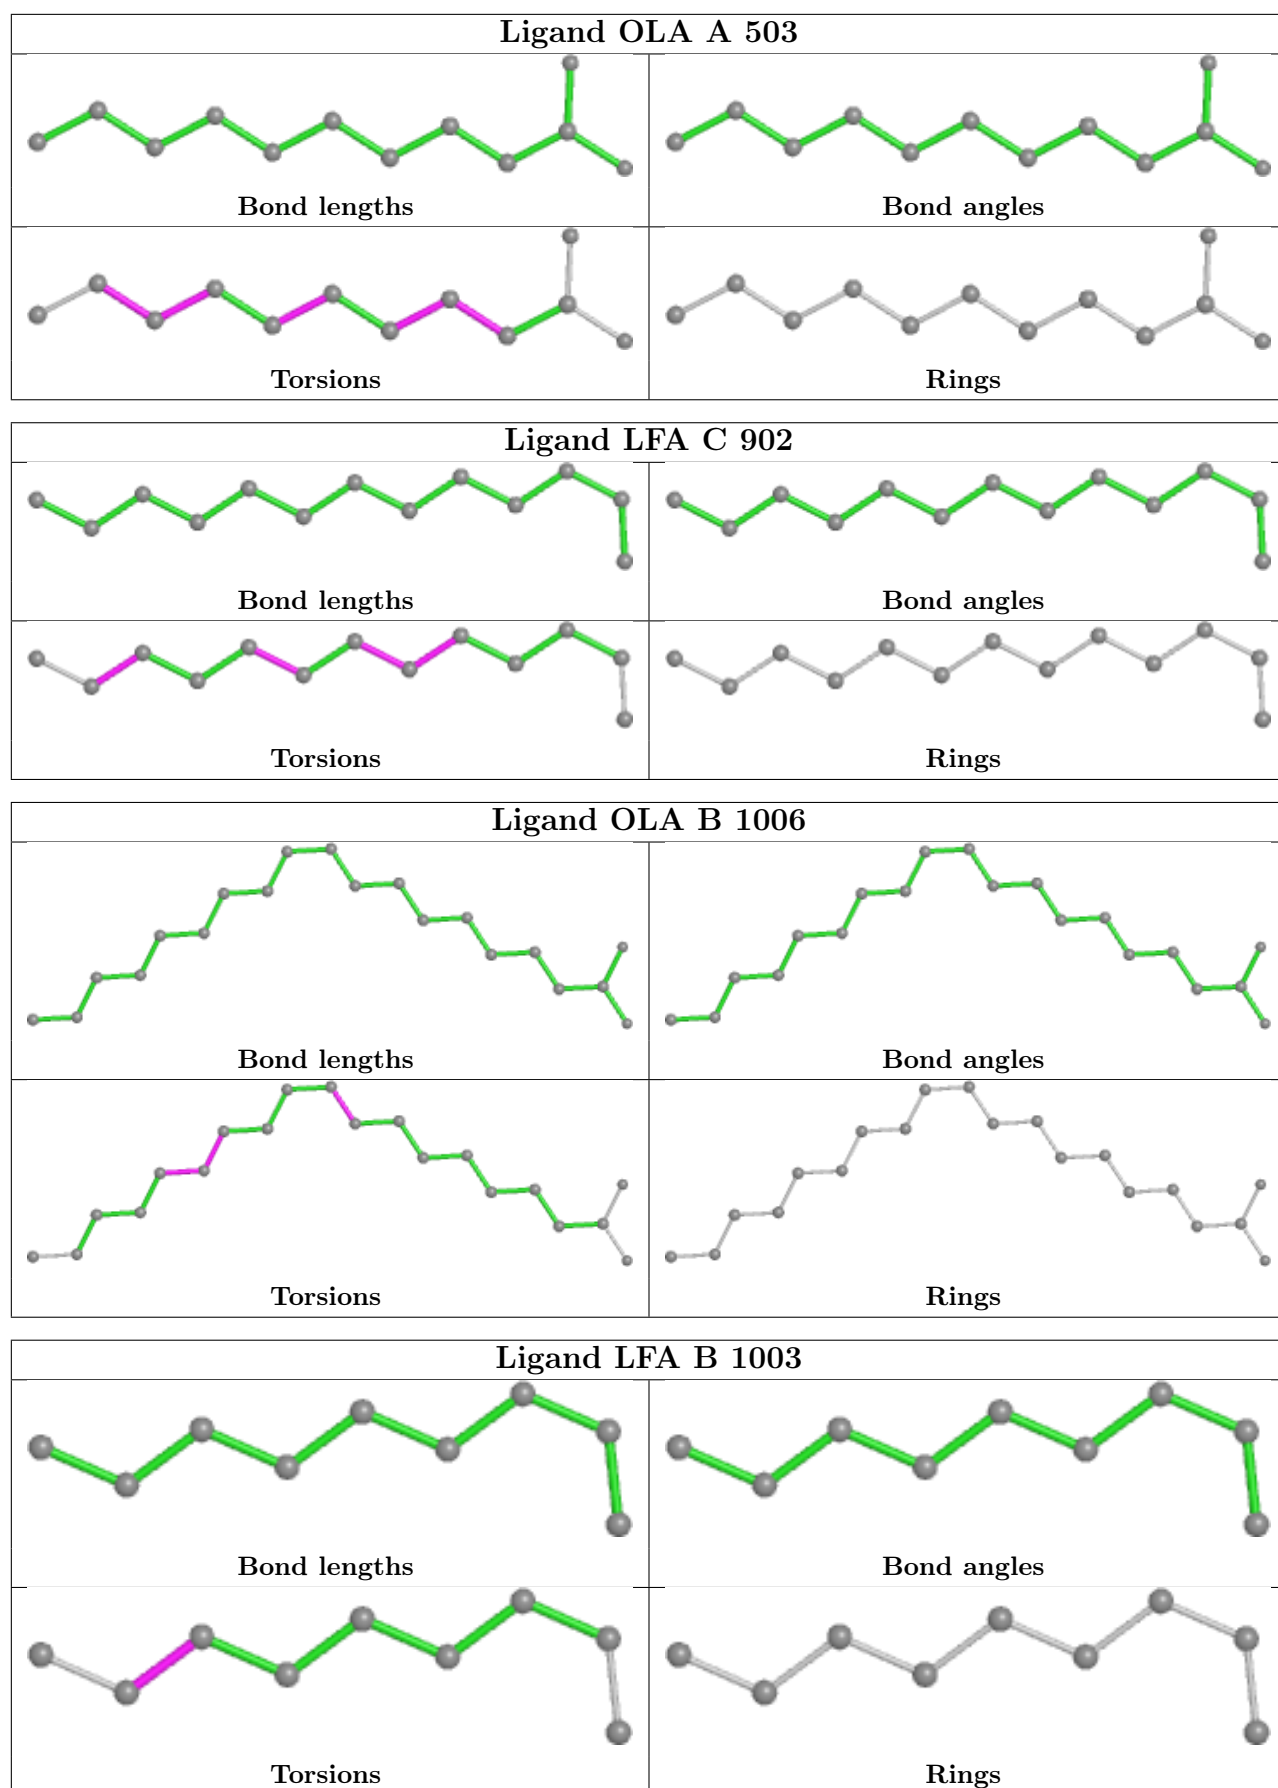 Ligand OLA A 503
Bond lengths
Bond angles
Torsions
Rings
Ligand LFA C 902
Bond lengths
Bond angles
Torsions
Rings
Ligand OLA B 1006
Bond lengths
Bond angles
Torsions
Rings
Ligand LFA B 1003
Bond lengths
Bond angles
Torsions
Rings